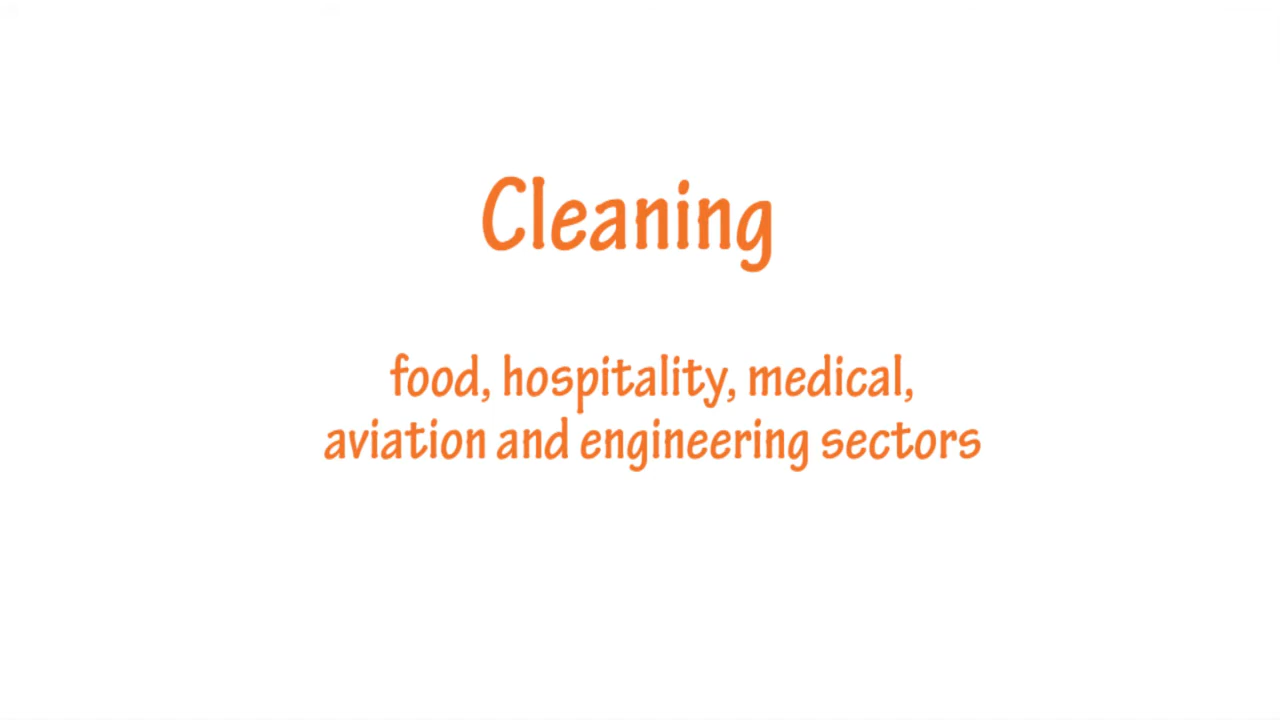 Cleaning
food, hospitality, medical,
aviation and engineering sectors